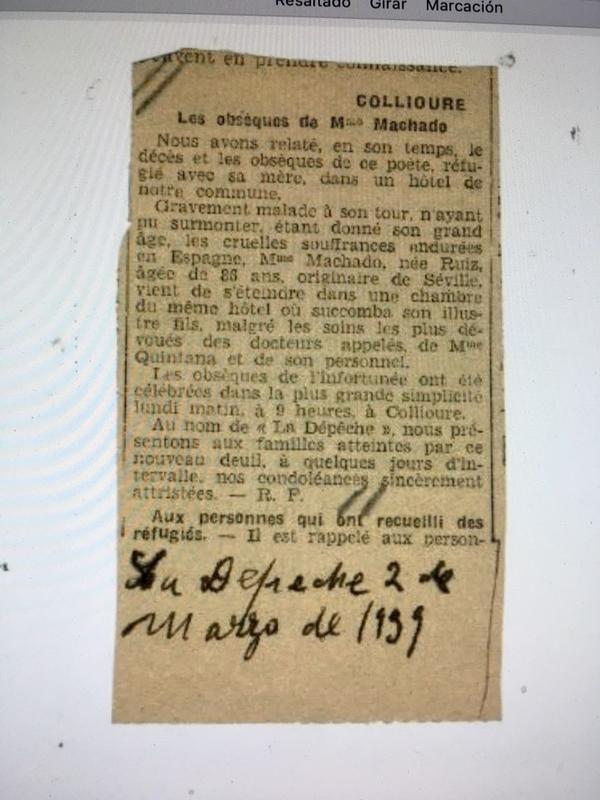 Resaltado Girar Marcación
en prendre connaissance.
COLLIOURE
Les obsèques de Mme Machado
Nous avons relaté, en son temps, le
décès et les obsèques de ce poète, réfu-
gié avec sa mère, dans un hôtel de
notre commune.
Gravement malade à son tour, n'ayant
pu surmonter, étant donné son grand
âge, les cruelles souffrances endurées
en Espagne, Mme Machado, née Ruiz,
âgée de 86 ans, originaire de Séville,
vient de s'éteindre dans une chambre
du même hôtel où succomba son illus-
tre fils, malgré les soins les plus dé-
voués des docteurs appelés, de Mme
Quintana et de son personnel.
Les obsèques de l'infortunée ont été
célébrées dans la plus grande simplicité
lundi matin, à 9 heures, à Collioure.
Au nom de « La Dépêche », nous pré-
sentons aux familles atteintes par ce
nouveau deuil, à quelques jours d'in-
tervalle, nos condoléances sincèrement
attristées. — R. P.
Aux personnes qui ont recueilli des
réfugiés. — Il est rappelé aux person-
La Depeche 2 de
Marzo de 1939